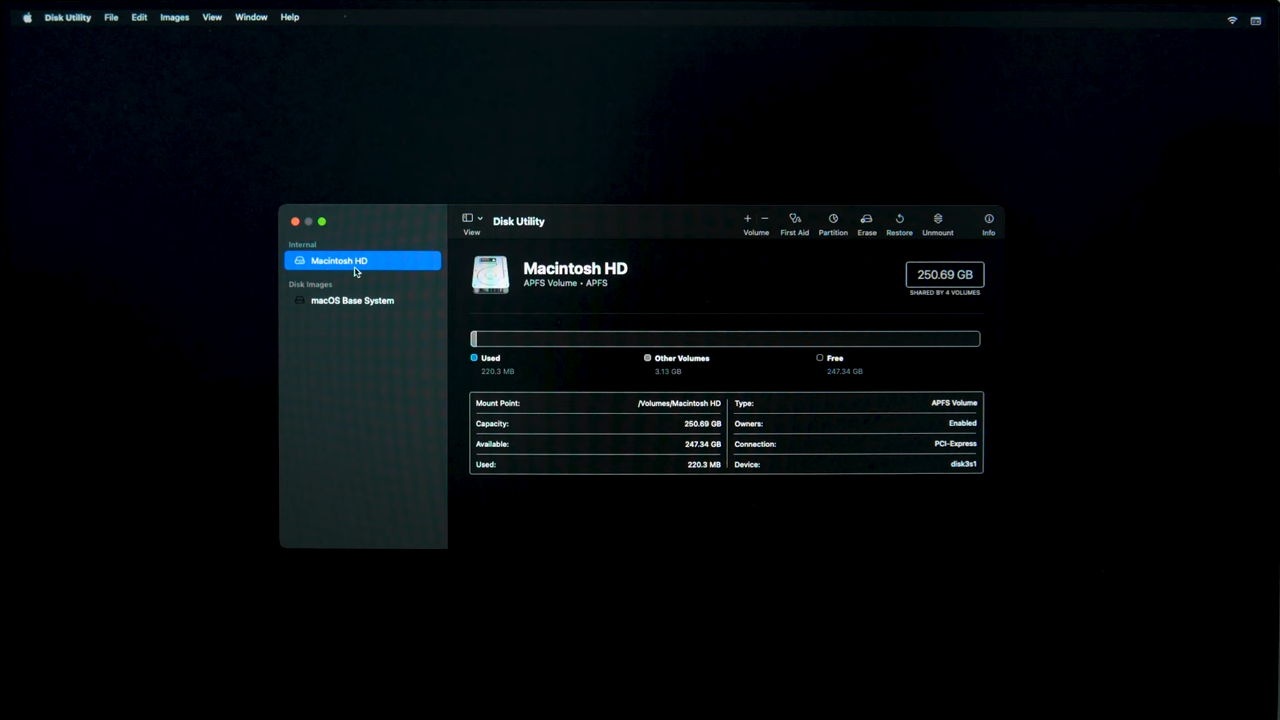 Disk Utility File Edit Images View Window Help
View Disk Utility Volume First Aid Partition Erase Restore Unmount Info
Internal
Macintosh HD
Disk Images
macOS Base System
Macintosh HD
APFS Volume • APFS
250.69 GB
SHARED BY 4 VOLUMES
Used
220.3 MB
Other Volumes
3.13 GB
Free
247.34 GB
Mount Point: /Volumes/Macintosh HD
Capacity: 250.69 GB
Available: 247.34 GB
Used: 220.3 MB
Type: APFS Volume
Owners: Enabled
Connection: PCI-Express
Device: disk3s1